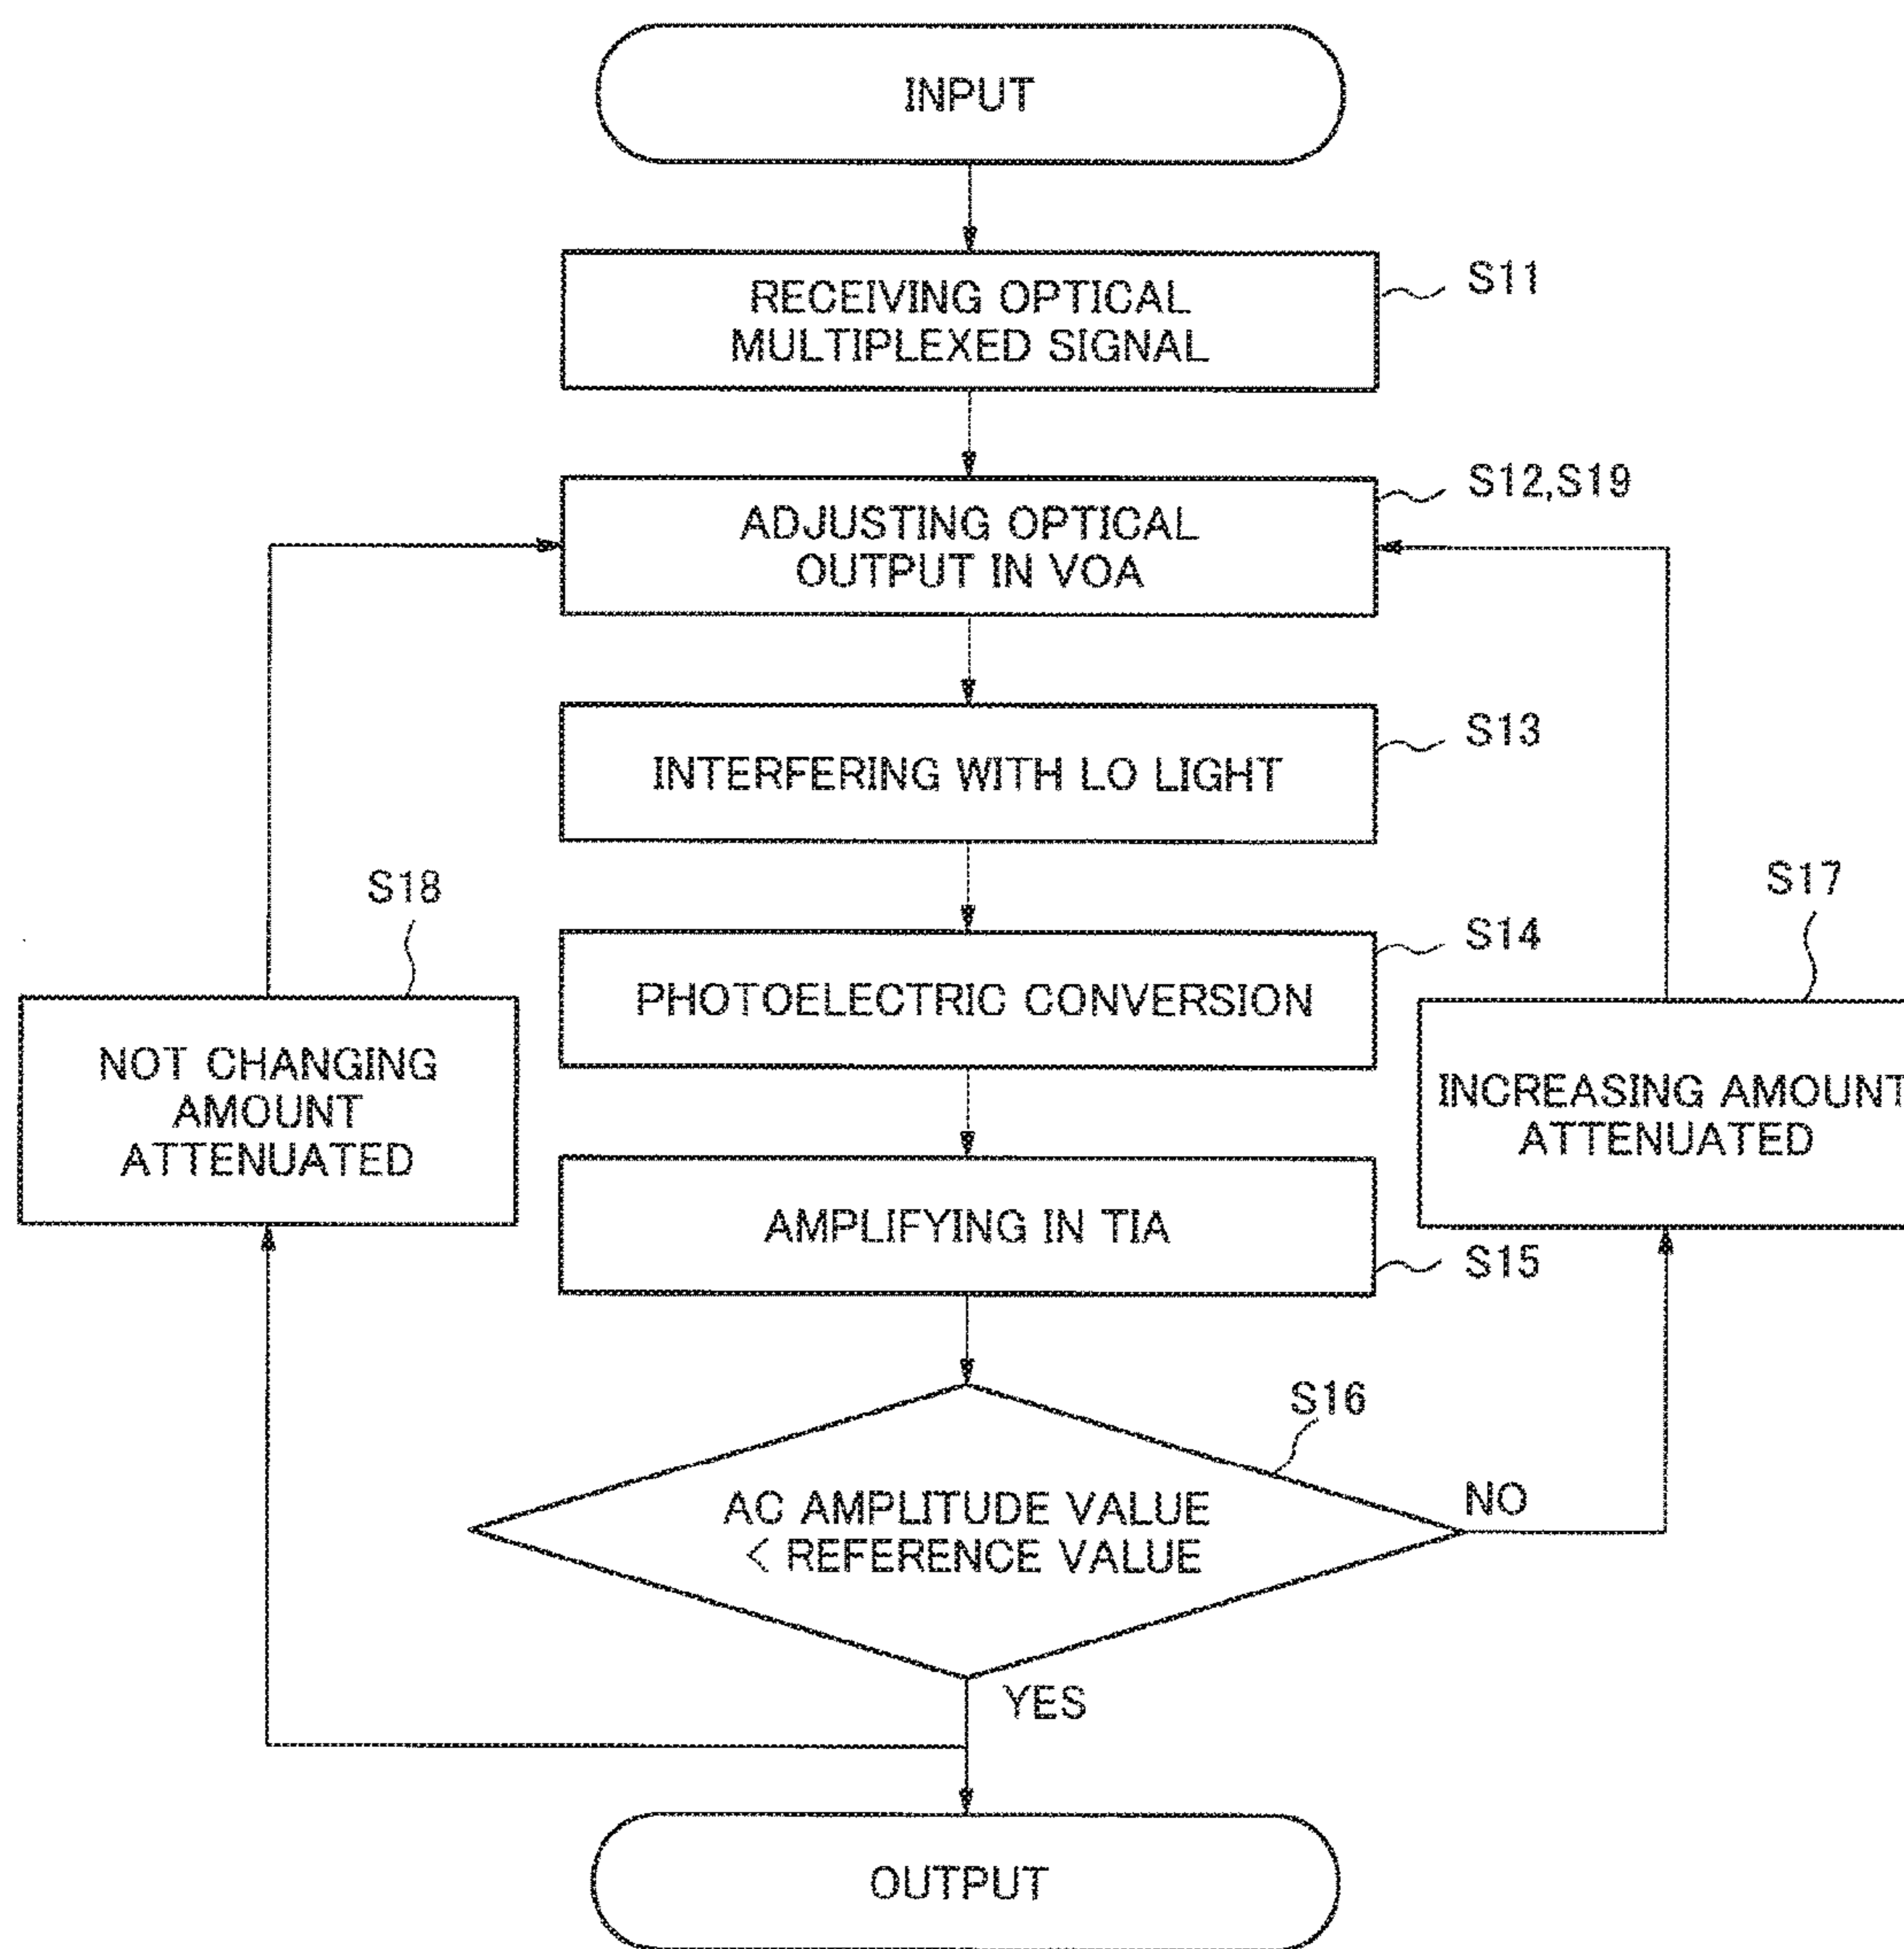 INPUT
RECEIVING OPTICAL
MULTIPLEXED SIGNAL
S11
ADJUSTING OPTICAL
OUTPUT IN VOA
S12,S19
INTERFERING WITH LO LIGHT
S13
S18
NOT CHANGING
AMOUNT
ATTENUATED
PHOTOELECTRIC CONVERSION
S14
S17
INCREASING AMOUNT
ATTENUATED
AMPLIFYING IN TIA
S15
S16
AC AMPLITUDE VALUE
< REFERENCE VALUE
NO
YES
OUTPUT